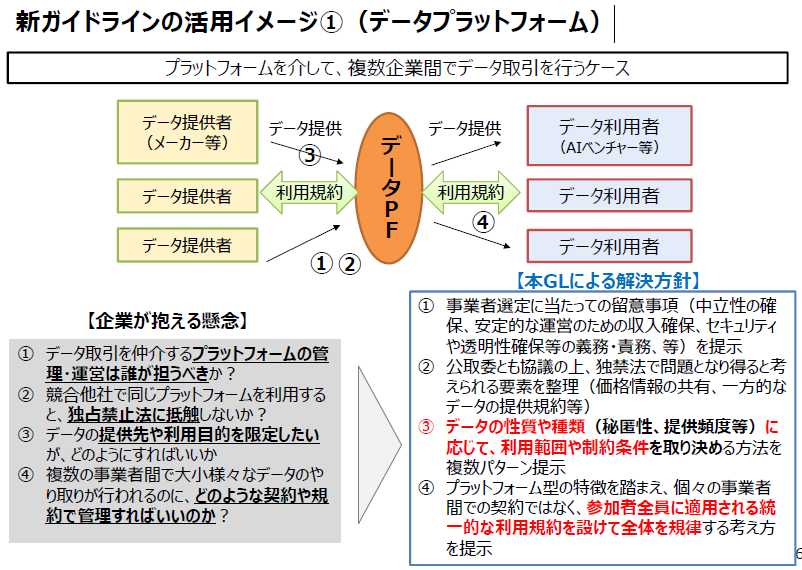 新ガイドラインの活用イメージ①（データプラットフォーム）
プラットフォームを介して、複数企業間でデータ取引を行うケース
データ提供者
（メーカー等）
データ提供
③
データPF
データ提供
データ利用者
（AIベンチャー等）
データ提供者
利用規約
利用規約
データ利用者
④
データ提供者
データ利用者
① ②
【本GLによる解決方針】
【企業が抱える懸念】
① データ取引を仲介するプラットフォームの管
理・運営は誰が担うべきか？
② 競合他社で同じプラットフォームを利用する
と、独占禁止法に抵触しないか？
③ データの提供先や利用目的を限定したい
が、どのようにすればいいか
④ 複数の事業者間で大小様々なデータのや
り取りが行われるのに、どのような契約や規
約で管理すればいいのか？
① 事業者選定に当たっての留意事項（中立性の確
保、安定的な運営のための収入確保、セキュリティ
や透明性確保等の義務・責務、等）を提示
② 公取委とも協議の上、独禁法で問題となり得ると考
えられる要素を整理（価格情報の共有、一方的な
データの提供規約等）
③ データの性質や種類（秘匿性、提供頻度等）に
応じて、利用範囲や制約条件を取り決める方法を
複数パターン提示
④ プラットフォーム型の特徴を踏まえ、個々の事業者
間での契約ではなく、参加者全員に適用される統
一的な利用規約を設けて全体を規律する考え方
を提示
6